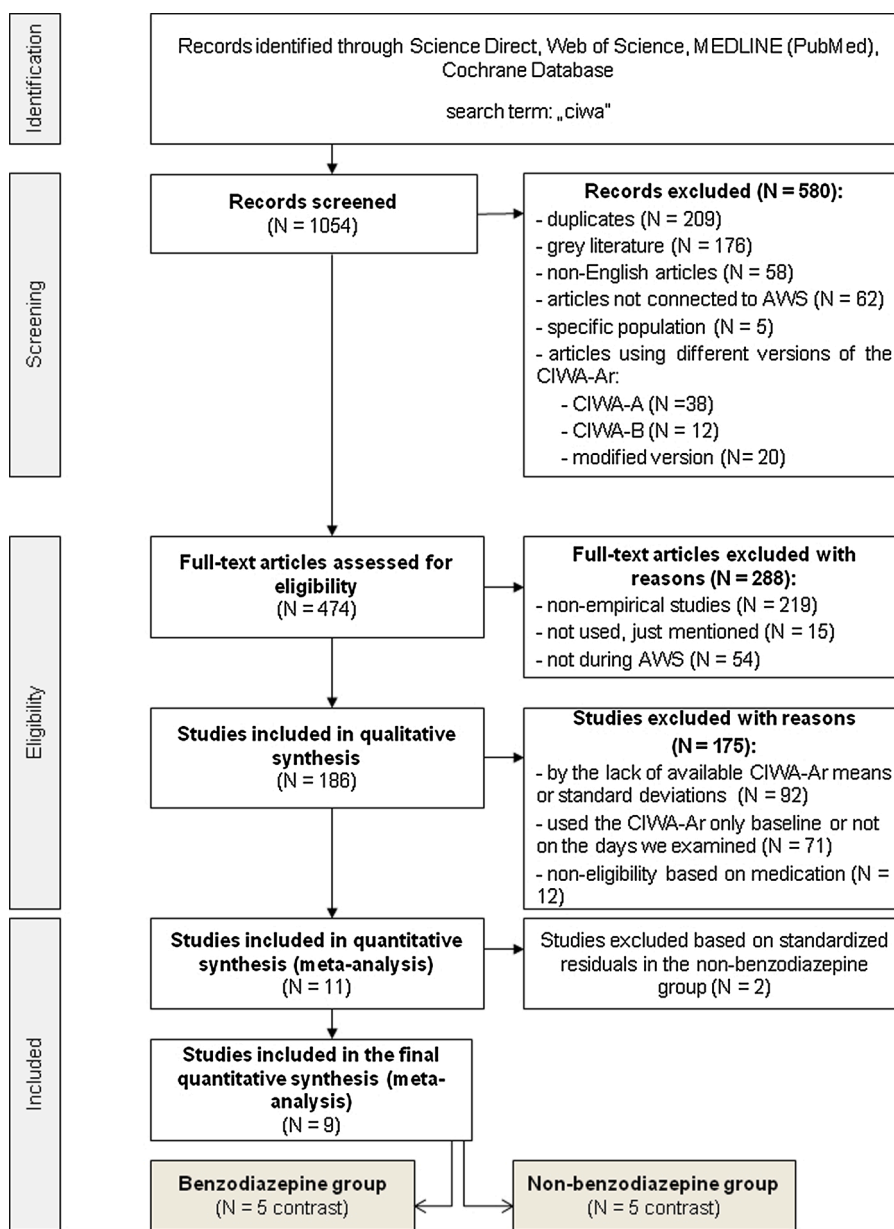 Identification
Records identified through Science Direct, Web of Science, MEDLINE (PubMed),
Cochrane Database
search term: „ciwa”
Screening
Records screened
(N = 1054)
Records excluded (N = 580):
- duplicates (N = 209)
- grey literature (N = 176)
- non-English articles (N = 58)
- articles not connected to AWS (N = 62)
- specific population (N = 5)
- articles using different versions of the
CIWA-Ar:
- CIWA-A (N =38)
- CIWA-B (N = 12)
- modified version (N= 20)
Eligibility
Full-text articles assessed for
eligibility
(N = 474)
Full-text articles excluded with
reasons (N = 288):
- non-empirical studies (N = 219)
- not used, just mentioned (N = 15)
- not during AWS (N = 54)
Studies included in qualitative
synthesis
(N = 186)
Studies excluded with reasons
(N = 175):
- by the lack of available CIWA-Ar means
or standard deviations (N = 92)
- used the CIWA-Ar only baseline or not
on the days we examined (N = 71)
- non-eligibility based on medication (N =
12)
Included
Studies included in quantitative
synthesis (meta-analysis)
(N = 11)
Studies excluded based on standardized
residuals in the non-benzodiazepine
group (N = 2)
Studies included in the final
quantitative synthesis (meta-
analysis)
(N = 9)
Benzodiazepine group
(N = 5 contrast)
Non-benzodiazepine group
(N = 5 contrast)